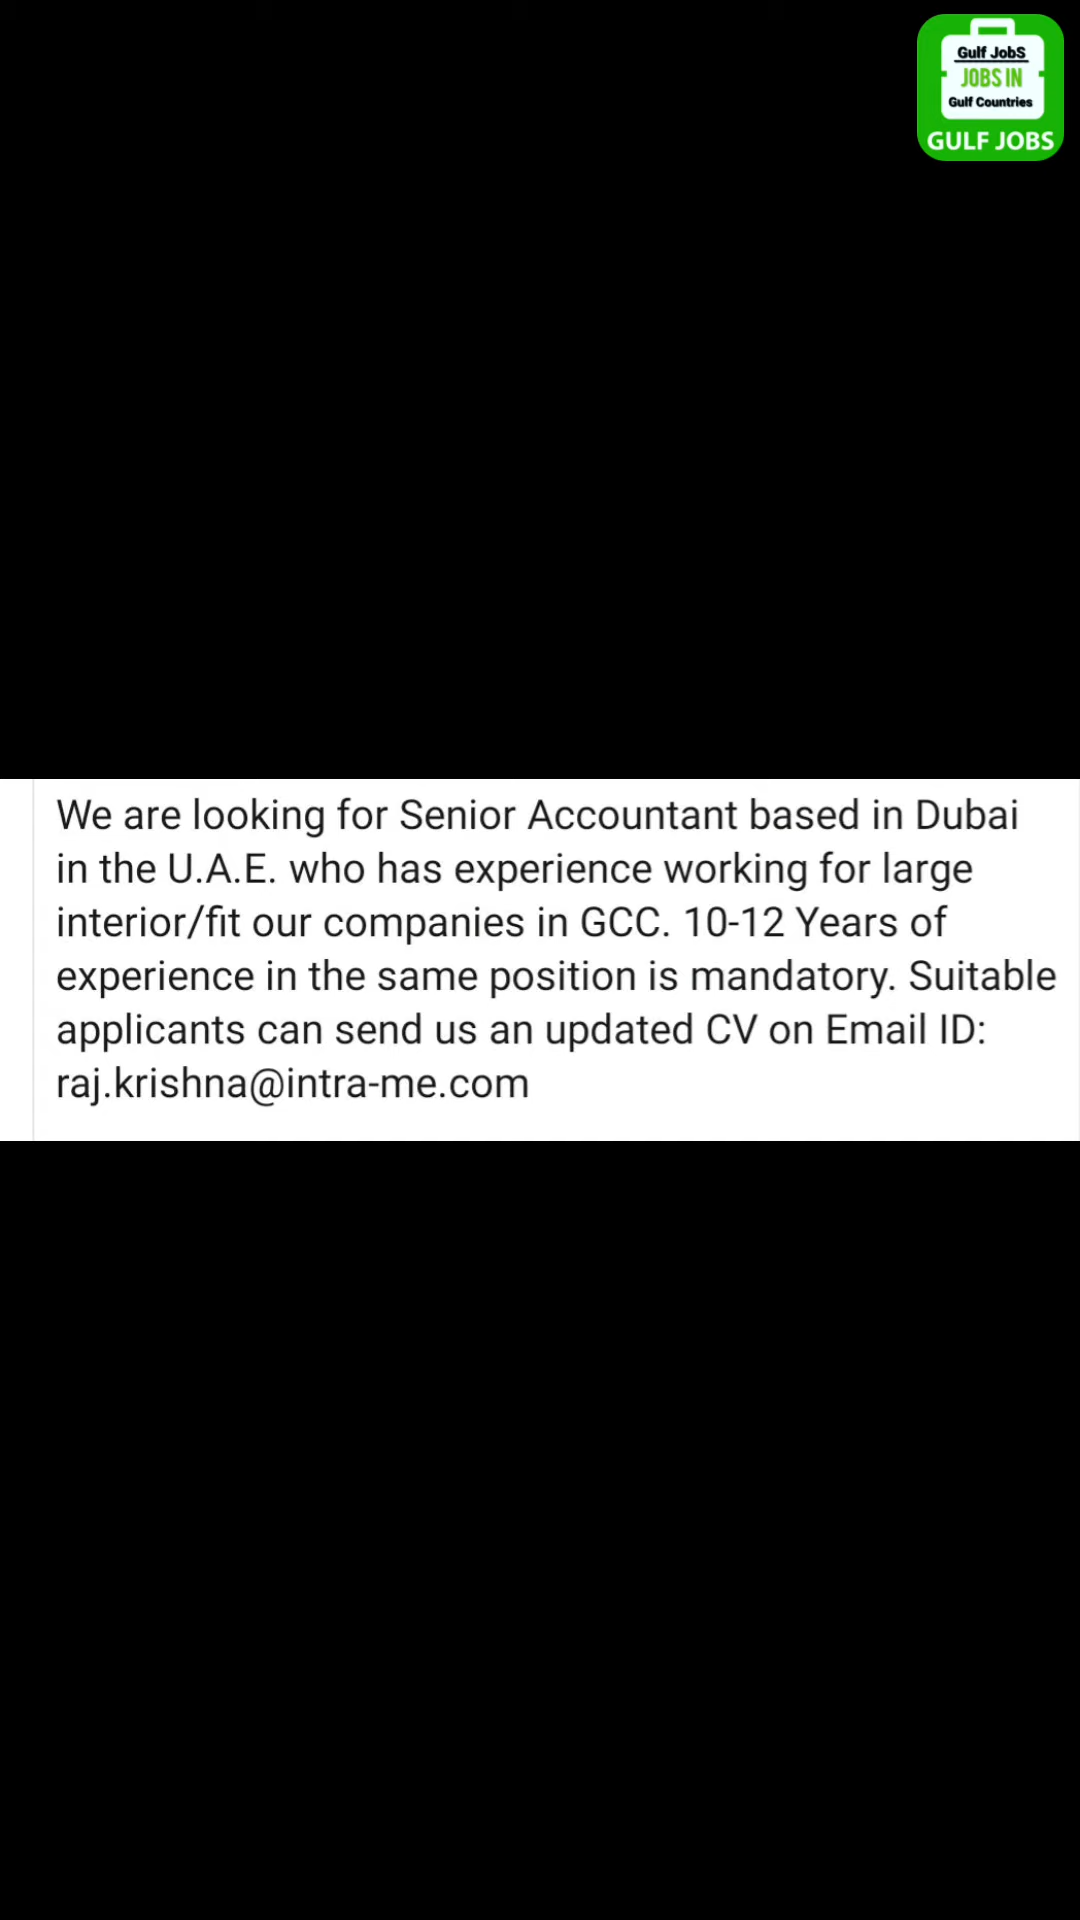 Gulf JobS
JOBS IN
Gulf Countries
GULF JOBS
We are looking for Senior Accountant based in Dubai
in the U.A.E. who has experience working for large
interior/fit our companies in GCC. 10-12 Years of
experience in the same position is mandatory. Suitable
applicants can send us an updated CV on Email ID:
raj.krishna@intra-me.com